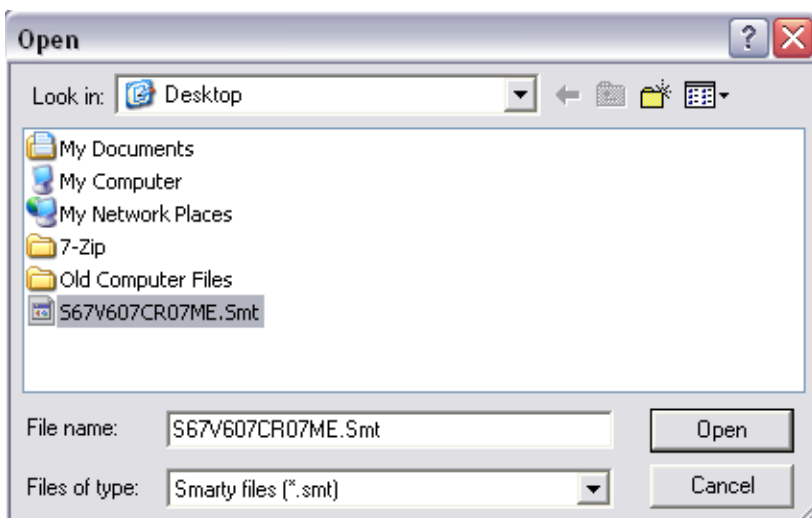 Open
Look in: Desktop
My Documents
My Computer
My Network Places
7-Zip
Old Computer Files
S67V607CR07ME.Smt
File name: S67V607CR07ME.Smt Open
Files of type: Smarty files (*.smt) Cancel